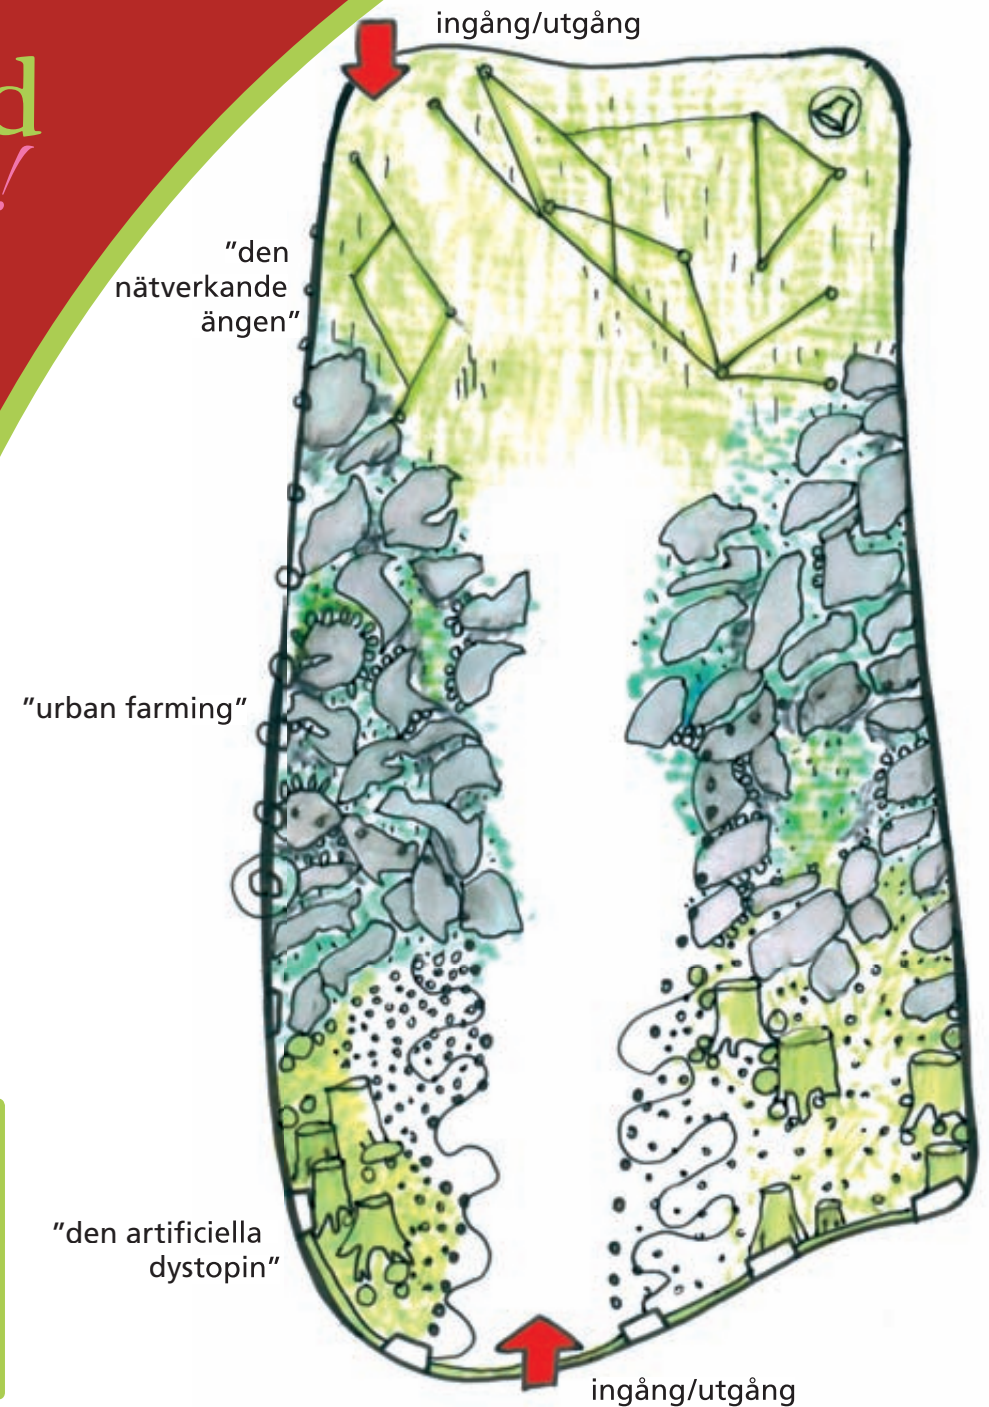 ingång/utgång
d
!
”den
nätverkande
ängen”
”urban farming”
”den artificiella
dystopin”
ingång/utgång